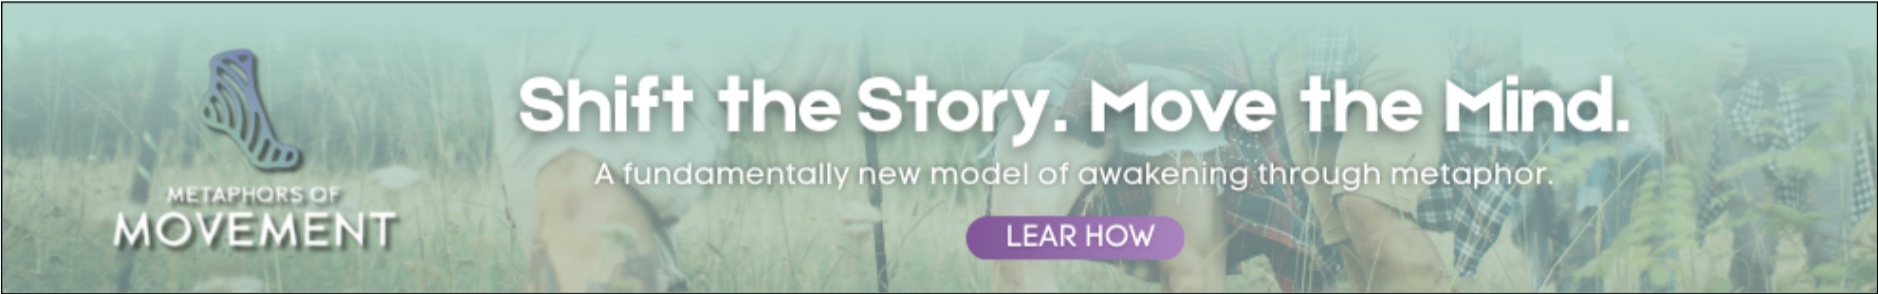 METAPHORS OF
MOVEMENT
Shift the Story. Move the Mind.
A fundamentally new model of awakening through metaphor.
LEAR HOW